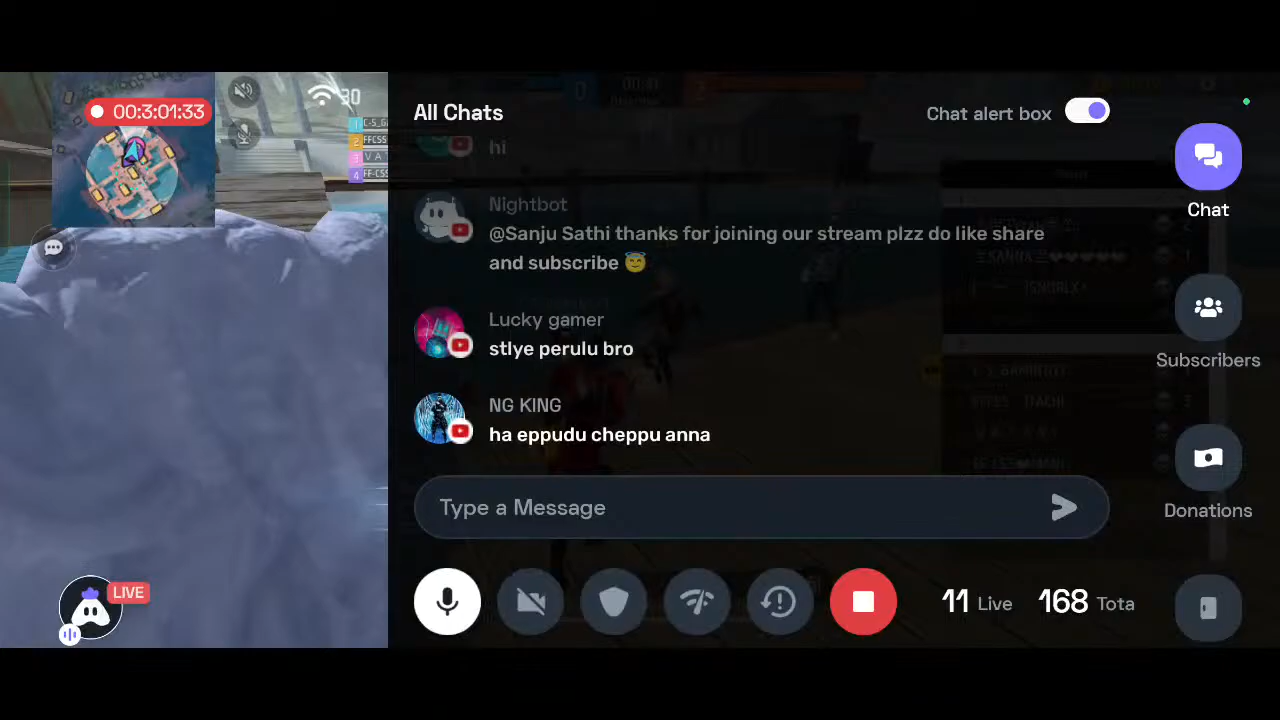 00:3:01:33
30
All Chats
Chat alert box
hi
Chat
Nightbot
@Sanju Sathi thanks for joining our stream plzz do like share
and subscribe 😇
Lucky gamer
stlye perulu bro
Subscribers
NG KING
ha eppudu cheppu anna
Type a Message
Donations
LIVE
11 Live 168 Tota